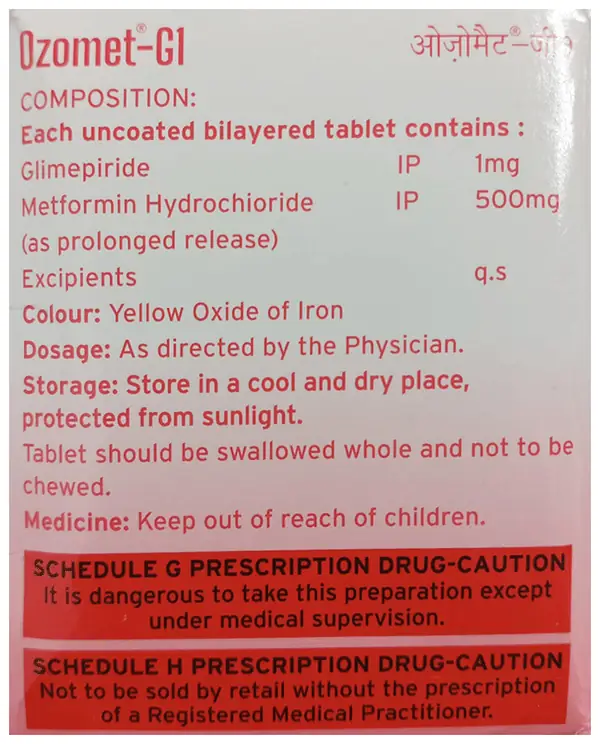 Ozomet®-G1
ओज़ोमैट®-जी १
COMPOSITION:
Each uncoated bilayered tablet contains :
Glimepiride IP 1mg
Metformin Hydrochioride IP 500mg
(as prolonged release)
Excipients q.s
Colour: Yellow Oxide of Iron
Dosage: As directed by the Physician.
Storage: Store in a cool and dry place,
protected from sunlight.
Tablet should be swallowed whole and not to be
chewed.
Medicine: Keep out of reach of children.
SCHEDULE G PRESCRIPTION DRUG-CAUTION
It is dangerous to take this preparation except
under medical supervision.
SCHEDULE H PRESCRIPTION DRUG-CAUTION
Not to be sold by retail without the prescription
of a Registered Medical Practitioner.